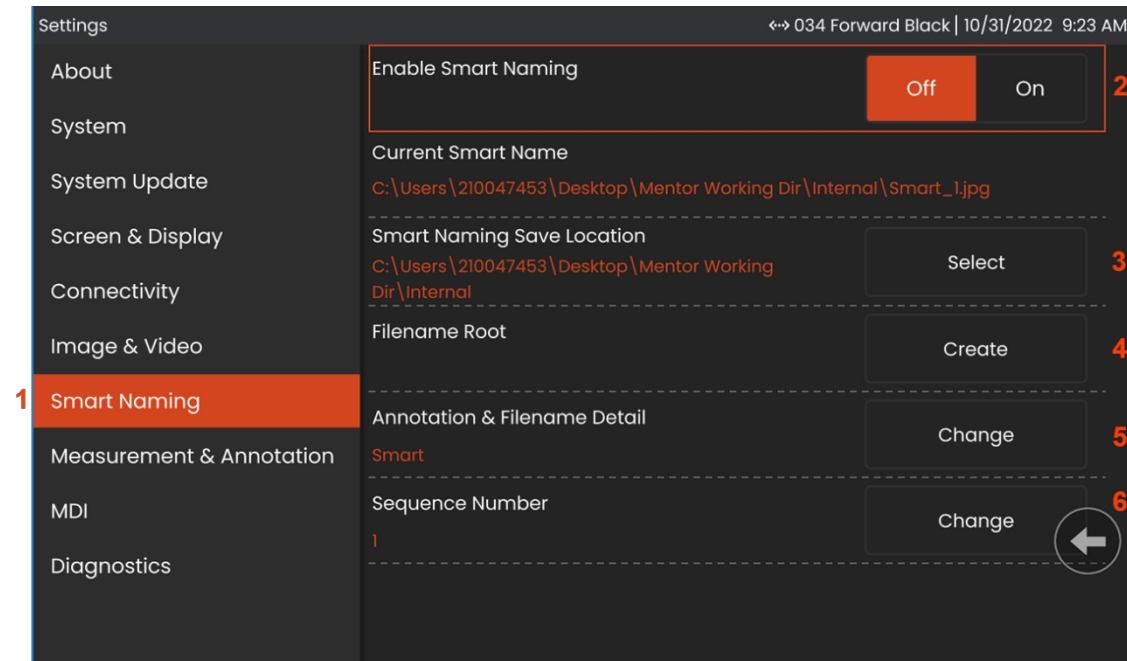 Settings
034 Forward Black | 10/31/2022 9:23 AM
About
System
System Update
Screen & Display
Connectivity
Image & Video
1 Smart Naming
Measurement & Annotation
MDI
Diagnostics
Enable Smart Naming
Off On 2
Current Smart Name
C:\Users\210047453\Desktop\Mentor Working Dir\Internal\Smart_1.jpg
Smart Naming Save Location
C:\Users\210047453\Desktop\Mentor Working
Dir\Internal
Select 3
Filename Root
Create 4
Annotation & Filename Detail
Smart
Change 5
Sequence Number
1
Change 6